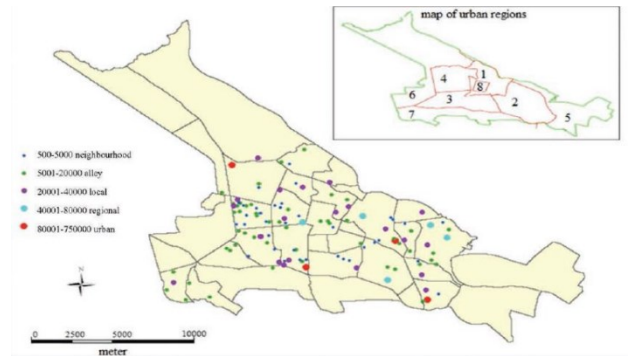 map of urban regions
1
4
8
6
3
2
7
5
500-5000 neighbourhood
5001-20000 alley
20001-40000 local
40001-80000 regional
80001-750000 urban
N
0 2500 5000 10000
meter